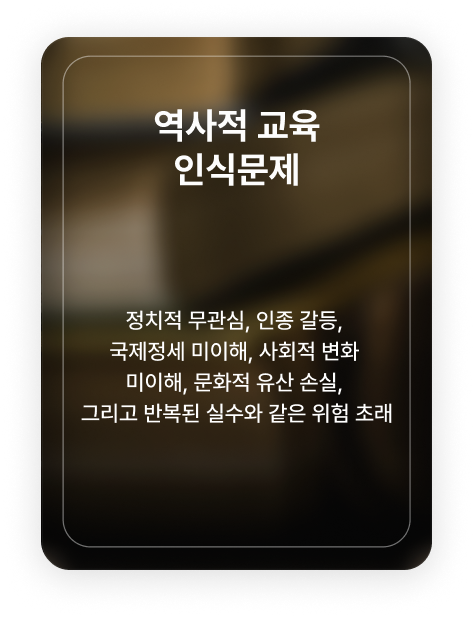 역사적 교육
인식문제
정치적 무관심, 인종 갈등,
국제정세 미이해, 사회적 변화
미이해, 문화적 유산 손실,
그리고 반복된 실수와 같은 위험 초래